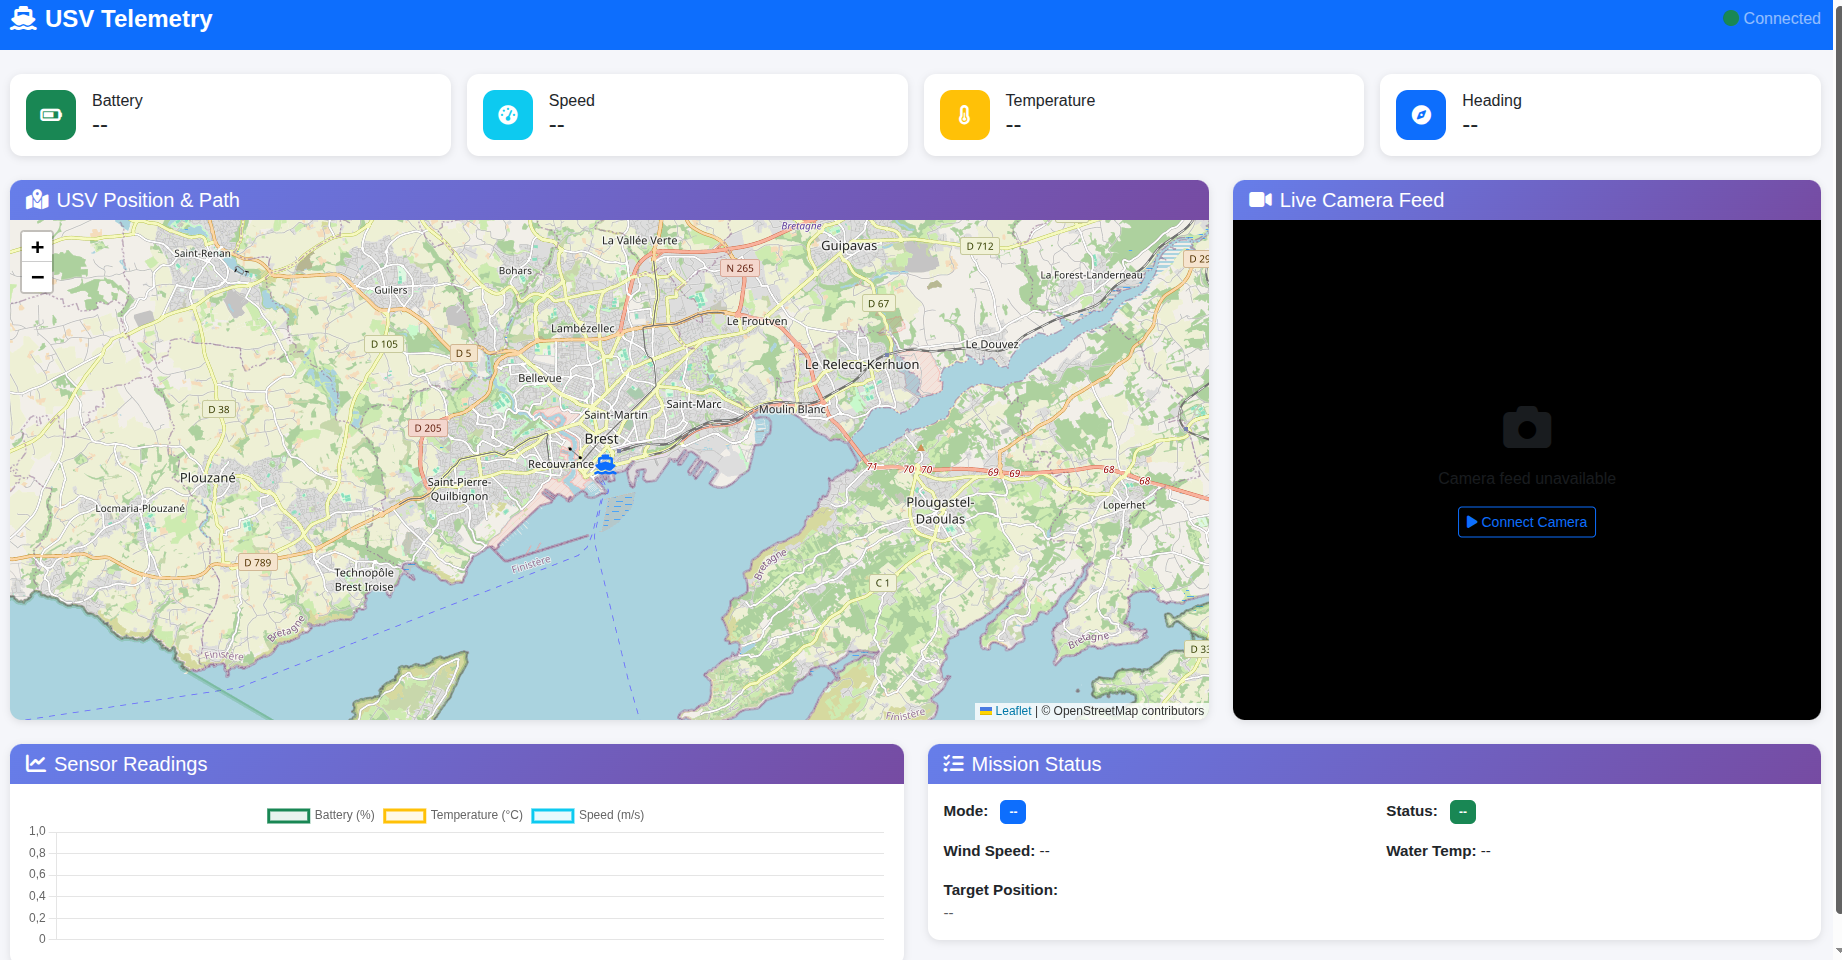 USV Telemetry
Connected
Battery
--
Speed
--
Temperature
--
Heading
--
USV Position & Path
Live Camera Feed
+
−
Bretagne
La Vallée Verte
Guipavas
D 712
Saint-Renan
D 29
Bohars
N 265
La Forest-Landerneau
Guilers
D 67
Le Froutven
Lambézellec
D 105
D 5
Le Douvez
Le Relecq-Kerhuon
Bellevue
D 38
Saint-Martin
Saint-Marc
Moulin Blanc
D 205
Brest
Recouvrance
71
70
70
69
69
68
68
Plouzané
Saint-Pierre-
Quilbignon
Locmaria-Plouzané
Plougastel-
Daoulas
Loperhet
D 789
Finistère
Bretagne
Technopôle
Brest Iroise
C 1
Bretagne
Finistère
Bretagne
D 33
Finistère
Leaflet | © OpenStreetMap contributors
Camera feed unavailable
Connect Camera
Sensor Readings
Battery (%)
Temperature (°C)
Speed (m/s)
1,0
0,8
0,6
0,4
0,2
0
Mission Status
Mode: --
Status: --
Wind Speed: --
Water Temp: --
Target Position:
--